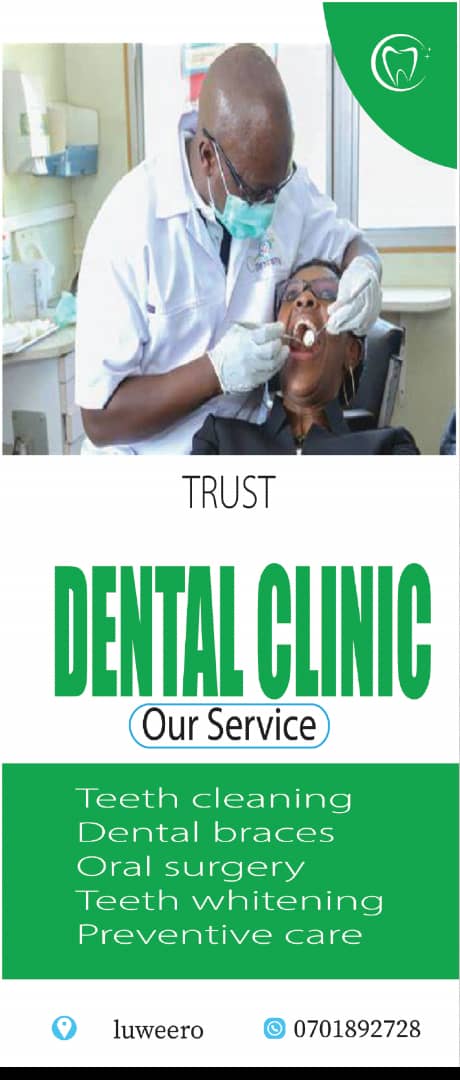 TRUST
DENTAL CLINIC
Our Service
Teeth cleaning
Dental braces
Oral surgery
Teeth whitening
Preventive care
luweero
0701892728